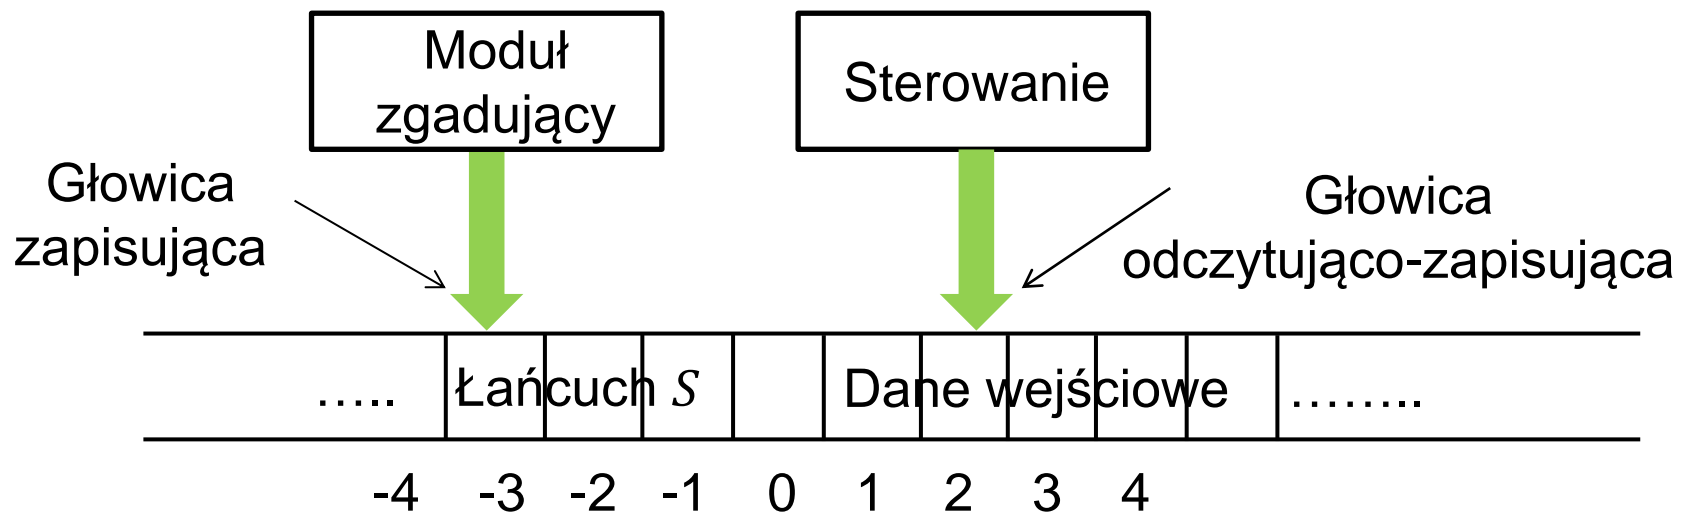 Moduł
zgadujący
Sterowanie
Głowica
zapisująca
Głowica
odczytująco-zapisująca
….. Łańcuch S Dane wejściowe ……..
-4 -3 -2 -1 0 1 2 3 4